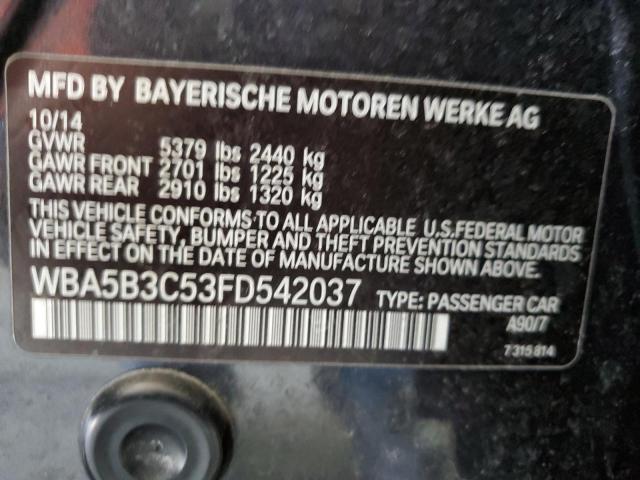 MFD BY BAYERISCHE MOTOREN WERKE AG
10/14
GVWR 5379 lbs 2440 kg
GAWR FRONT 2701 lbs 1225 kg
GAWR REAR 2910 lbs 1320 kg
THIS VEHICLE CONFORMS TO ALL APPLICABLE U.S.FEDERAL MOTOR
VEHICLE SAFETY, BUMPER AND THEFT PREVENTION STANDARDS
IN EFFECT ON THE DATE OF MANUFACTURE SHOWN ABOVE.
WBA5B3C53FD542037 TYPE: PASSENGER CAR
A90/7
7 315 814